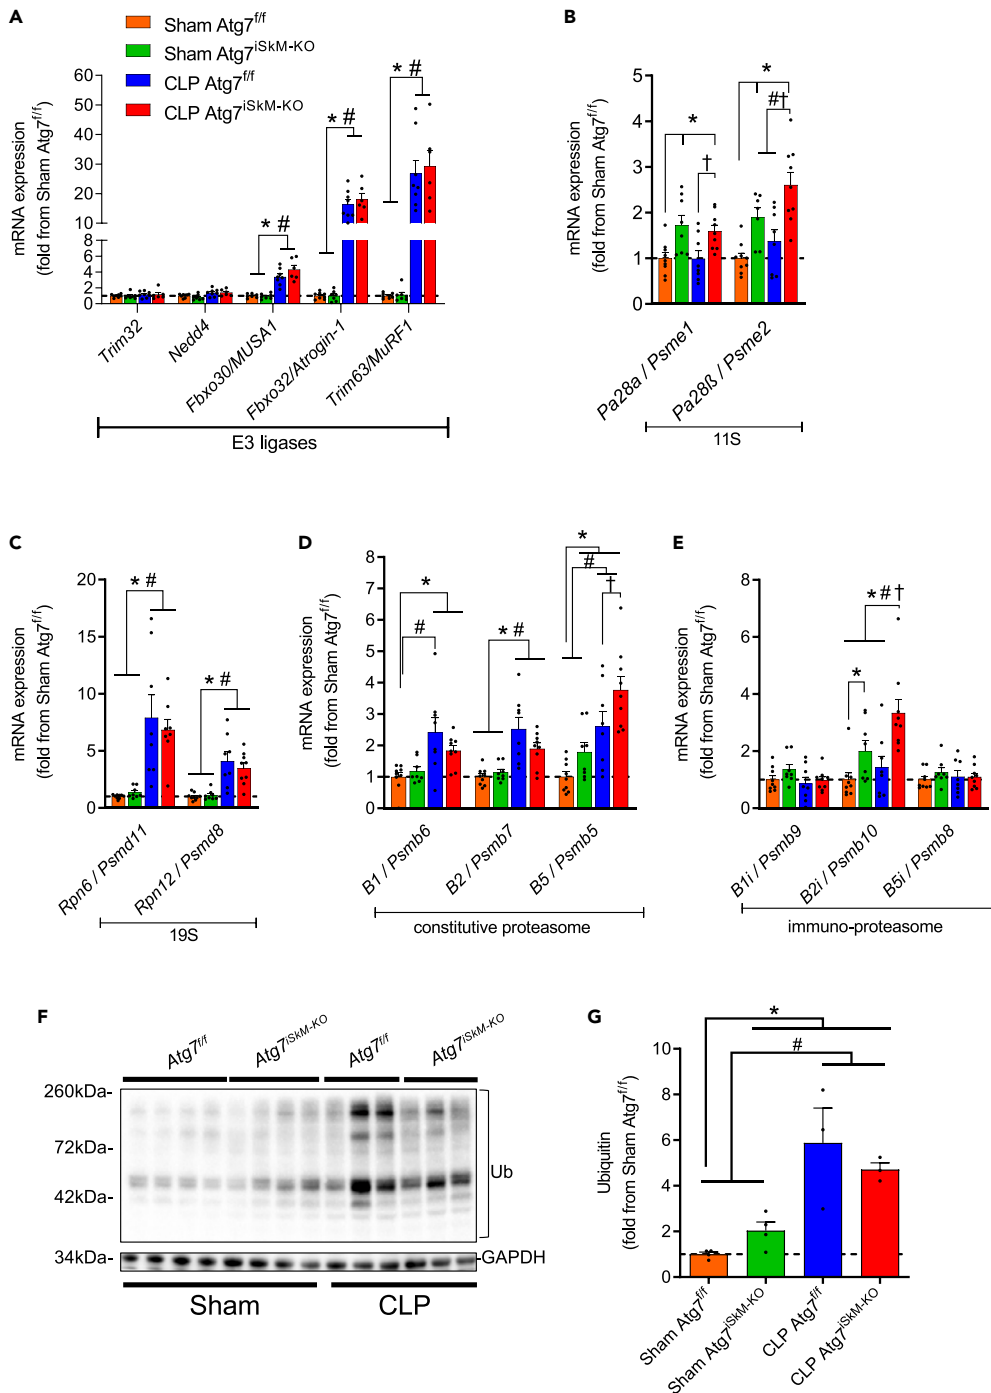 A
Sham Atg7f/f
Sham Atg7iSkM-KO
CLP Atg7f/f
CLP Atg7iSkM-KO
mRNA expression
(fold from Sham Atg7f/f)
60
50
40
30
20
10
8
6
4
2
0
* #
* #
* #
Trim32
Nedd4
Fbxo30/MUSA1
Fbxo32/Atrogin-1
Trim63/MuRF1
E3 ligases
B
mRNA expression
(fold from Sham Atg7f/f)
5
4
3
2
1
0
*
†
*
#†
Pa28a / Psme1
Pa28ß / Psme2
11S
C
mRNA expression
(fold from Sham Atg7f/f)
20
15
10
5
0
* #
* #
Rpn6 / Psmd11
Rpn12 / Psmd8
19S
D
mRNA expression
(fold from Sham Atg7f/f)
8
7
6
5
4
3
2
1
0
*
#
* #
*
#
†
B1 / Psmb6
B2 / Psmb7
B5 / Psmb5
constitutive proteasome
E
mRNA expression
(fold from Sham Atg7f/f)
8
6
4
2
0
* # †
*
B1i / Psmb9
B2i / Psmb10
B5i / Psmb8
immuno-proteasome
F
Atg7f/f
Atg7iSkM-KO
Atg7f/f
Atg7iSkM-KO
260kDa-
72kDa-
42kDa-
34kDa-
Ub
-GAPDH
Sham
CLP
G
Ubiquitin
(fold from Sham Atg7f/f)
10
8
6
4
2
0
*
#
Sham Atg7f/f
Sham Atg7iSkM-KO
CLP Atg7f/f
CLP Atg7iSkM-KO